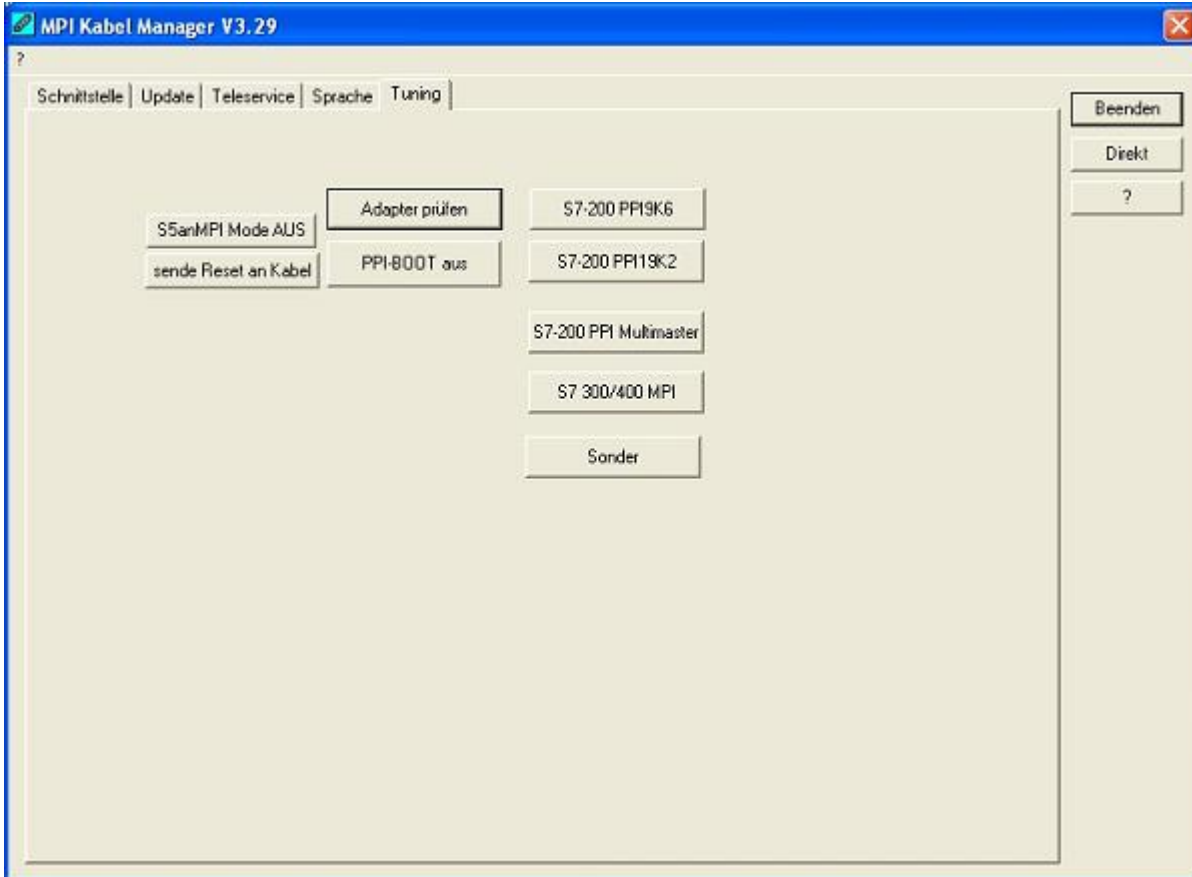 MPI Kabel Manager V3.29
?
Schnittstelle
Update
Teleservice
Sprache
Tuning
Beenden
Direkt
?
Adapter prüfen
S7-200 PPI9K6
S5anMPI Mode AUS
PPI-BOOT aus
S7-200 PPI19K2
sende Reset an Kabel
S7-200 PPI Multimaster
S7 300/400 MPI
Sonder